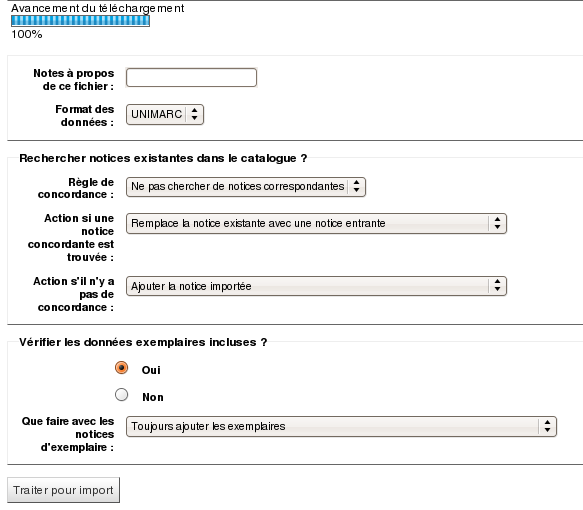 Avancement du téléchargement
100%
Notes à propos
de ce fichier :
Format des
données :
UNIMARC
Rechercher notices existantes dans le catalogue ?
Règle de
concordance :
Ne pas chercher de notices correspondantes
Action si une
notice
concordante est
trouvée :
Remplace la notice existante avec une notice entrante
Action s'il n'y a
pas de
concordance :
Ajouter la notice importée
Vérifier les données exemplaires incluses ?
Oui
Non
Que faire avec les
notices
d'exemplaire :
Toujours ajouter les exemplaires
Traiter pour import